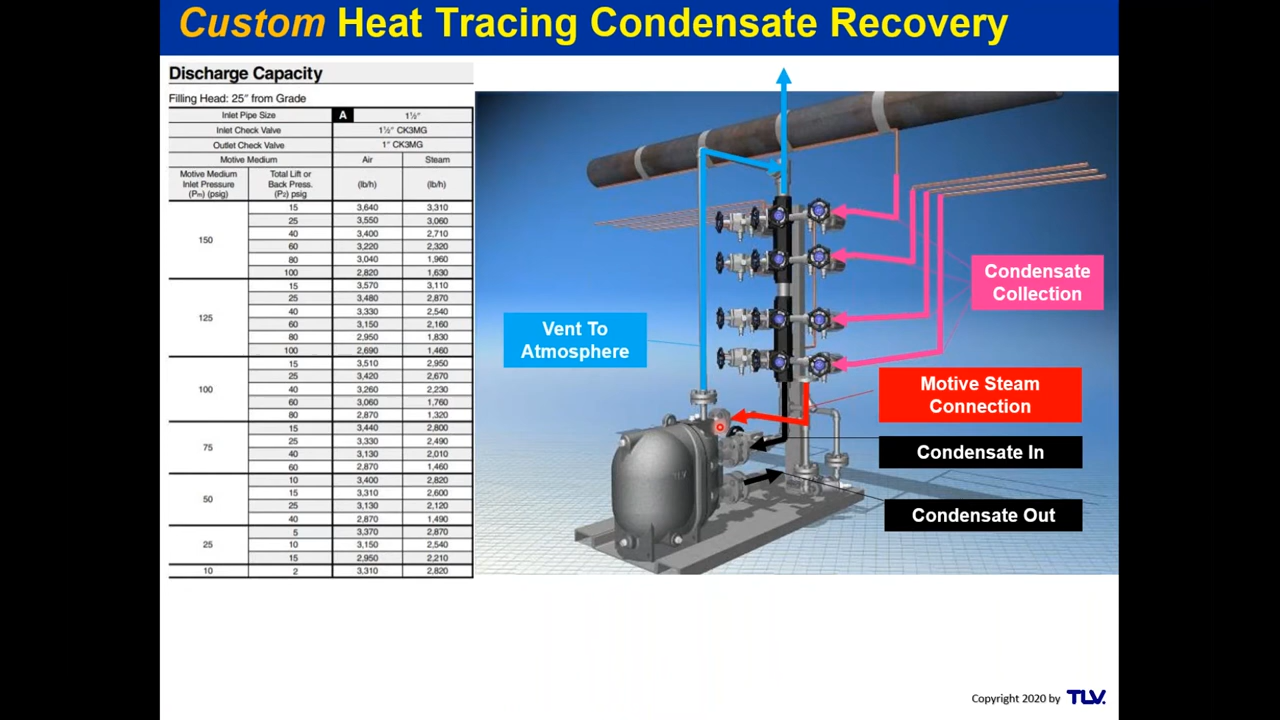 Custom Heat Tracing Condensate Recovery
Discharge Capacity
Filling Head: 25" from Grade
Inlet Pipe Size A 1½"
Inlet Check Valve 1½" CK3MG
Outlet Check Valve 1" CK3MG
Motive Medium Air Steam
Motive Medium Inlet Pressure (Pm) (psig) Total Lift or Back Press. (P2) psig (lb/h) (lb/h)
150
15 3,640 3,310
25 3,550 3,060
40 3,400 2,710
60 3,220 2,320
80 3,040 1,960
100 2,820 1,630
125
15 3,570 3,110
25 3,480 2,870
40 3,330 2,540
60 3,150 2,160
80 2,950 1,830
100 2,690 1,460
100
15 3,510 2,950
25 3,420 2,670
40 3,260 2,230
60 3,060 1,760
80 2,870 1,320
75
15 3,440 2,800
25 3,330 2,490
40 3,130 2,010
60 2,870 1,460
50
10 3,400 2,820
15 3,310 2,600
25 3,130 2,120
40 2,870 1,490
25
5 3,370 2,870
10 3,150 2,540
15 2,950 2,210
10 2 3,310 2,820
Vent To
Atmosphere
Condensate
Collection
Motive Steam
Connection
Condensate In
Condensate Out
TLV
Copyright 2020 by TLV.